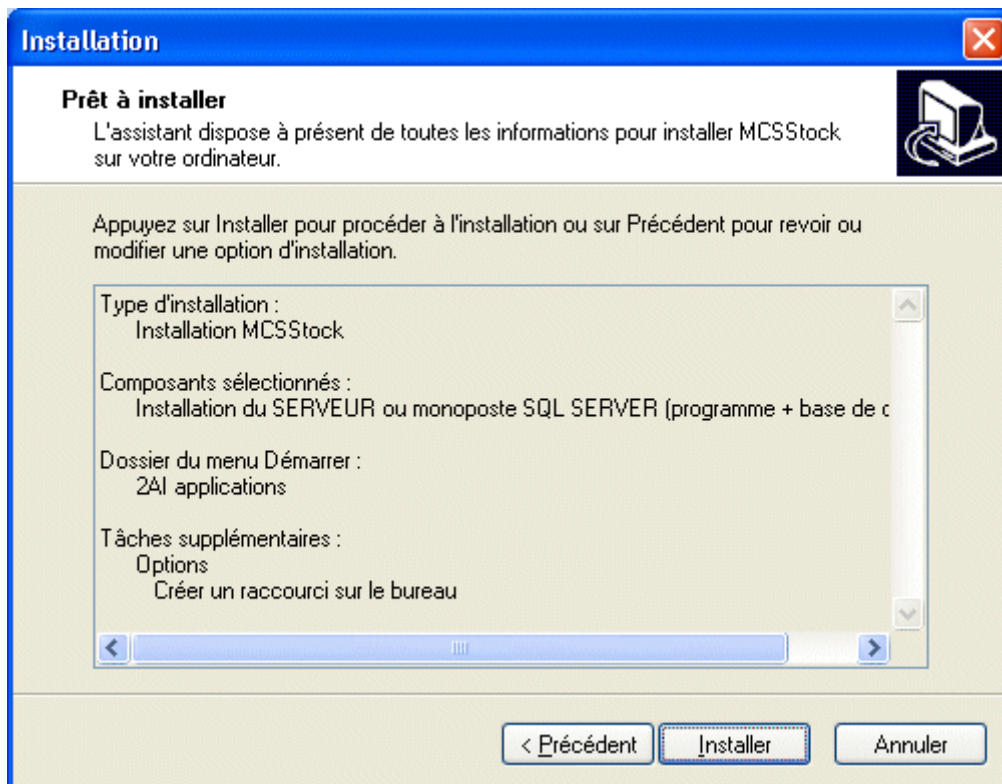 Installation
Prêt à installer
L'assistant dispose à présent de toutes les informations pour installer MCSStock
sur votre ordinateur.
Appuyez sur Installer pour procéder à l'installation ou sur Précédent pour revoir ou
modifier une option d'installation.
Type d'installation :
Installation MCSStock
Composants sélectionnés :
Installation du SERVEUR ou monoposte SQL SERVER (programme + base de
Dossier du menu Démarrer :
2AI applications
Tâches supplémentaires :
Options
Créer un raccourci sur le bureau
< Précédent
Installer
Annuler